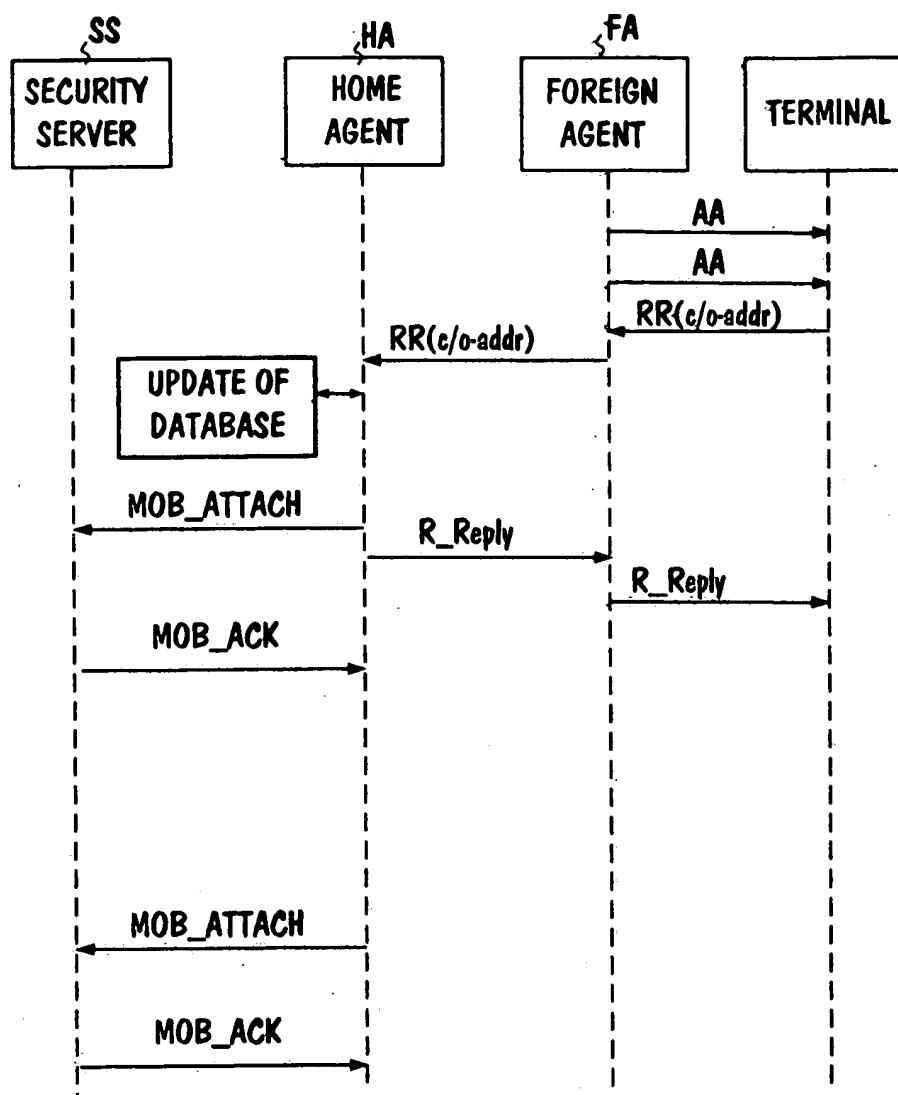 SS
HA
FA
SECURITY
SERVER
HOME
AGENT
FOREIGN
AGENT
TERMINAL
AA
AA
RR(c/o-addr)
RR(c/o-addr)
UPDATE OF
DATABASE
MOB_ATTACH
R_Reply
R_Reply
MOB_ACK
MOB_ATTACH
MOB_ACK